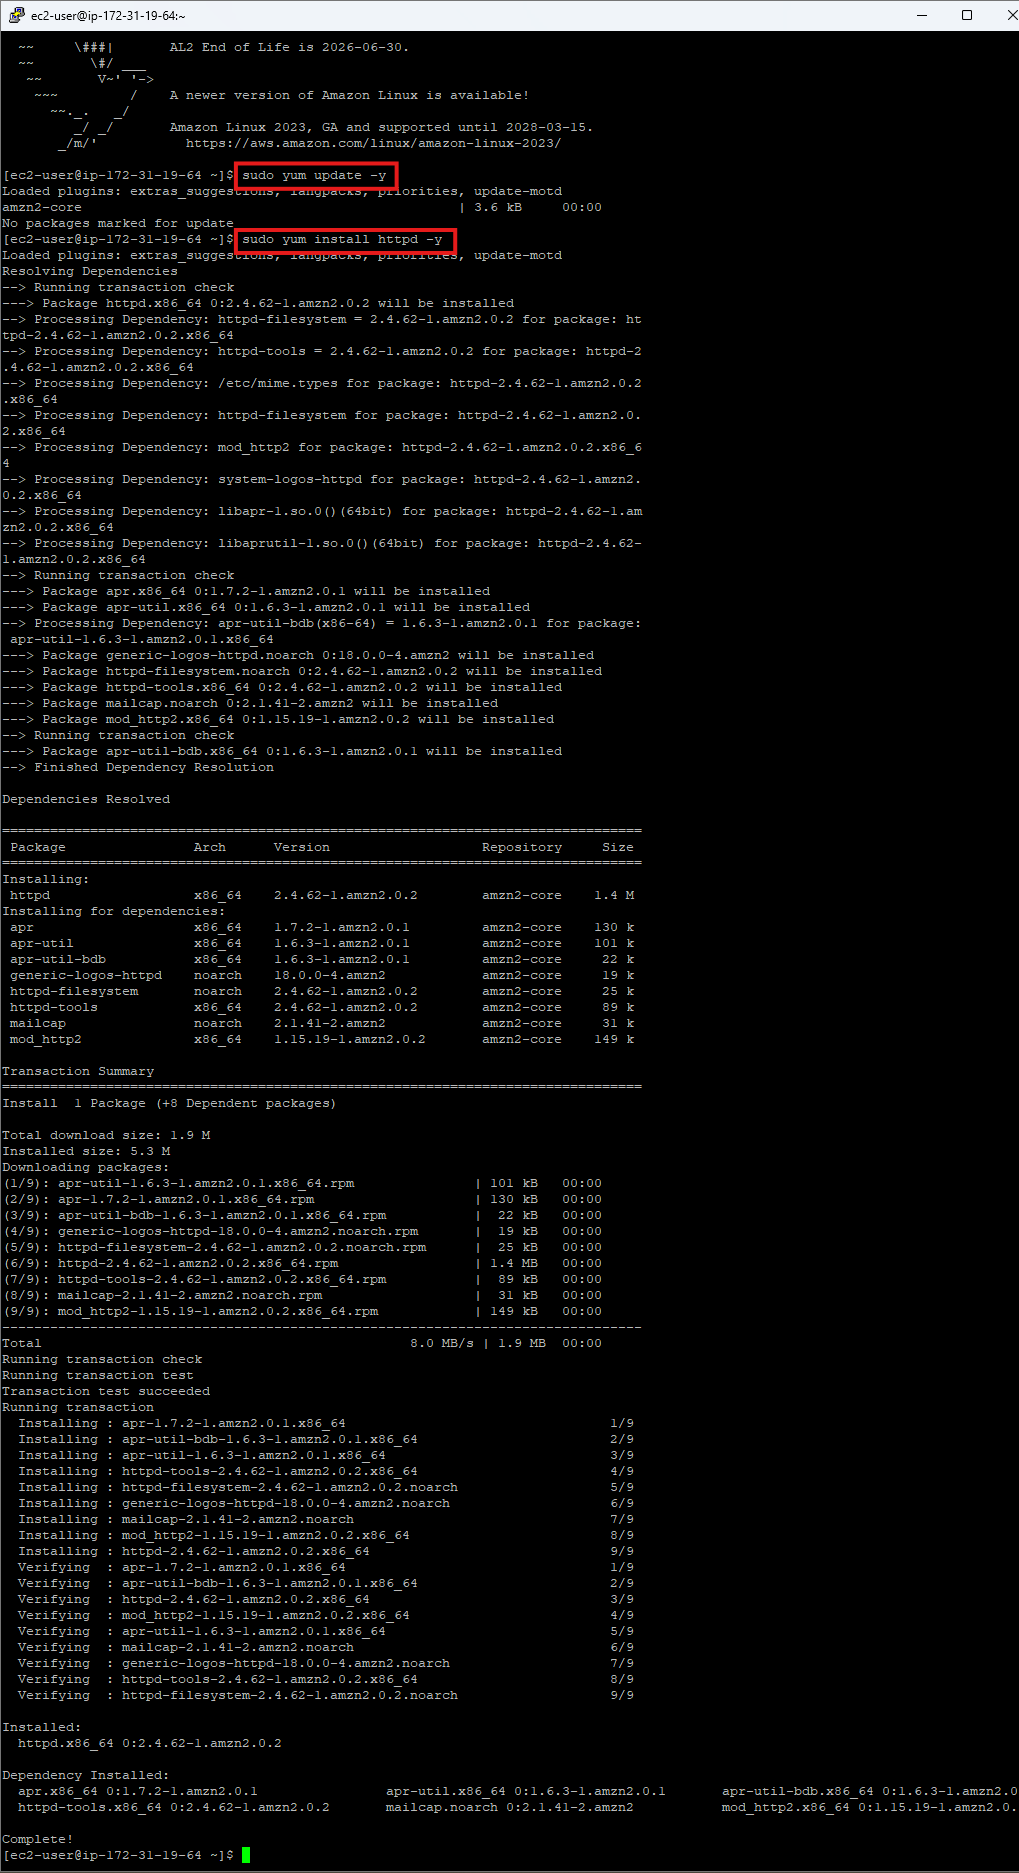 ec2-user@ip-172-31-19-64:~
~~     \###|       AL2 End of Life is 2026-06-30.
~~       \#/ ___
~~       V~' '->
~~~         /    A newer version of Amazon Linux is available!
~~._.   _/
_/ _/       Amazon Linux 2023, GA and supported until 2028-03-15.
_/m/'           https://aws.amazon.com/linux/amazon-linux-2023/
[ec2-user@ip-172-31-19-64 ~]$ sudo yum update -y
Loaded plugins: extras_suggestions, langpacks, priorities, update-motd
amzn2-core                                               | 3.6 kB     00:00
No packages marked for update
[ec2-user@ip-172-31-19-64 ~]$ sudo yum install httpd -y
Loaded plugins: extras_suggestions, langpacks, priorities, update-motd
Resolving Dependencies
--> Running transaction check
---> Package httpd.x86_64 0:2.4.62-1.amzn2.0.2 will be installed
--> Processing Dependency: httpd-filesystem = 2.4.62-1.amzn2.0.2 for package: ht
tpd-2.4.62-1.amzn2.0.2.x86_64
--> Processing Dependency: httpd-tools = 2.4.62-1.amzn2.0.2 for package: httpd-2
.4.62-1.amzn2.0.2.x86_64
--> Processing Dependency: /etc/mime.types for package: httpd-2.4.62-1.amzn2.0.2
.x86_64
--> Processing Dependency: httpd-filesystem for package: httpd-2.4.62-1.amzn2.0.
2.x86_64
--> Processing Dependency: mod_http2 for package: httpd-2.4.62-1.amzn2.0.2.x86_6
4
--> Processing Dependency: system-logos-httpd for package: httpd-2.4.62-1.amzn2.
0.2.x86_64
--> Processing Dependency: libapr-1.so.0()(64bit) for package: httpd-2.4.62-1.am
zn2.0.2.x86_64
--> Processing Dependency: libaprutil-1.so.0()(64bit) for package: httpd-2.4.62-
1.amzn2.0.2.x86_64
--> Running transaction check
---> Package apr.x86_64 0:1.7.2-1.amzn2.0.1 will be installed
---> Package apr-util.x86_64 0:1.6.3-1.amzn2.0.1 will be installed
--> Processing Dependency: apr-util-bdb(x86-64) = 1.6.3-1.amzn2.0.1 for package:
apr-util-1.6.3-1.amzn2.0.1.x86_64
---> Package generic-logos-httpd.noarch 0:18.0.0-4.amzn2 will be installed
---> Package httpd-filesystem.noarch 0:2.4.62-1.amzn2.0.2 will be installed
---> Package httpd-tools.x86_64 0:2.4.62-1.amzn2.0.2 will be installed
---> Package mailcap.noarch 0:2.1.41-2.amzn2 will be installed
---> Package mod_http2.x86_64 0:1.15.19-1.amzn2.0.2 will be installed
--> Running transaction check
---> Package apr-util-bdb.x86_64 0:1.6.3-1.amzn2.0.1 will be installed
--> Finished Dependency Resolution
Dependencies Resolved
================================================================================
Package                Arch      Version                   Repository     Size
================================================================================
Installing:
httpd                  x86_64    2.4.62-1.amzn2.0.2        amzn2-core    1.4 M
Installing for dependencies:
apr                    x86_64    1.7.2-1.amzn2.0.1         amzn2-core    130 k
apr-util               x86_64    1.6.3-1.amzn2.0.1         amzn2-core    101 k
apr-util-bdb           x86_64    1.6.3-1.amzn2.0.1         amzn2-core     22 k
generic-logos-httpd    noarch    18.0.0-4.amzn2            amzn2-core     19 k
httpd-filesystem       noarch    2.4.62-1.amzn2.0.2        amzn2-core     25 k
httpd-tools            x86_64    2.4.62-1.amzn2.0.2        amzn2-core     89 k
mailcap                noarch    2.1.41-2.amzn2            amzn2-core     31 k
mod_http2              x86_64    1.15.19-1.amzn2.0.2       amzn2-core    149 k
Transaction Summary
================================================================================
Install  1 Package (+8 Dependent packages)
Total download size: 1.9 M
Installed size: 5.3 M
Downloading packages:
(1/9): apr-util-1.6.3-1.amzn2.0.1.x86_64.rpm               | 101 kB   00:00
(2/9): apr-1.7.2-1.amzn2.0.1.x86_64.rpm                    | 130 kB   00:00
(3/9): apr-util-bdb-1.6.3-1.amzn2.0.1.x86_64.rpm           |  22 kB   00:00
(4/9): generic-logos-httpd-18.0.0-4.amzn2.noarch.rpm       |  19 kB   00:00
(5/9): httpd-filesystem-2.4.62-1.amzn2.0.2.noarch.rpm      |  25 kB   00:00
(6/9): httpd-2.4.62-1.amzn2.0.2.x86_64.rpm                 | 1.4 MB   00:00
(7/9): httpd-tools-2.4.62-1.amzn2.0.2.x86_64.rpm           |  89 kB   00:00
(8/9): mailcap-2.1.41-2.amzn2.noarch.rpm                   |  31 kB   00:00
(9/9): mod_http2-1.15.19-1.amzn2.0.2.x86_64.rpm            | 149 kB   00:00
--------------------------------------------------------------------------------
Total                                              8.0 MB/s | 1.9 MB  00:00
Running transaction check
Running transaction test
Transaction test succeeded
Running transaction
Installing : apr-1.7.2-1.amzn2.0.1.x86_64                                 1/9
Installing : apr-util-bdb-1.6.3-1.amzn2.0.1.x86_64                        2/9
Installing : apr-util-1.6.3-1.amzn2.0.1.x86_64                            3/9
Installing : httpd-tools-2.4.62-1.amzn2.0.2.x86_64                        4/9
Installing : httpd-filesystem-2.4.62-1.amzn2.0.2.noarch                   5/9
Installing : generic-logos-httpd-18.0.0-4.amzn2.noarch                    6/9
Installing : mailcap-2.1.41-2.amzn2.noarch                                7/9
Installing : mod_http2-1.15.19-1.amzn2.0.2.x86_64                         8/9
Installing : httpd-2.4.62-1.amzn2.0.2.x86_64                              9/9
Verifying  : apr-1.7.2-1.amzn2.0.1.x86_64                                 1/9
Verifying  : apr-util-bdb-1.6.3-1.amzn2.0.1.x86_64                        2/9
Verifying  : httpd-2.4.62-1.amzn2.0.2.x86_64                              3/9
Verifying  : mod_http2-1.15.19-1.amzn2.0.2.x86_64                         4/9
Verifying  : apr-util-1.6.3-1.amzn2.0.1.x86_64                            5/9
Verifying  : mailcap-2.1.41-2.amzn2.noarch                                6/9
Verifying  : generic-logos-httpd-18.0.0-4.amzn2.noarch                    7/9
Verifying  : httpd-tools-2.4.62-1.amzn2.0.2.x86_64                        8/9
Verifying  : httpd-filesystem-2.4.62-1.amzn2.0.2.noarch                   9/9
Installed:
httpd.x86_64 0:2.4.62-1.amzn2.0.2
Dependency Installed:
apr.x86_64 0:1.7.2-1.amzn2.0.1                apr-util.x86_64 0:1.6.3-1.amzn2.0.1       apr-util-bdb.x86_64 0:1.6.3-1.amzn2.0
httpd-tools.x86_64 0:2.4.62-1.amzn2.0.2       mailcap.noarch 0:2.1.41-2.amzn2           mod_http2.x86_64 0:1.15.19-1.amzn2.0.
Complete!
[ec2-user@ip-172-31-19-64 ~]$